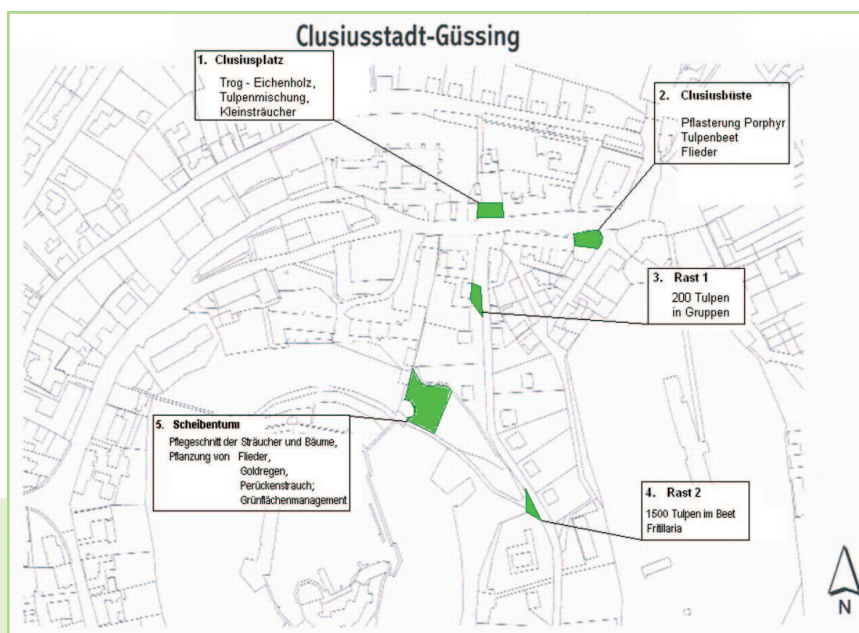 Clusiusstadt-Güssing
1. Clusiusplatz
Trog - Eichenholz,
Tulpenmischung,
Kleinsträucher
2. Clusiusbüste
Pflasterung Porphyr
Tulpenbeet
Flieder
3. Rast 1
200 Tulpen
in Gruppen
5. Scheibenturm
Pflegeschnitt der Sträucher und Bäume,
Pflanzung von Flieder,
Goldregen,
Perückenstrauch;
Grünflächenmanagement
4. Rast 2
1500 Tulpen im Beet
Fritillaria
N